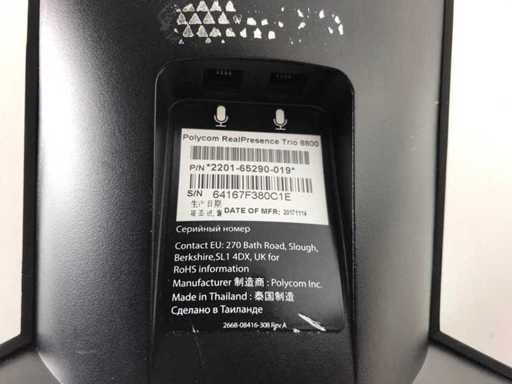 Polycom RealPresence Trio 8800
P/N *2201-65290-019*
S/N 64167F380C1E
生产日期
DATE OF MFR: 20171114
Серийный номер
Contact EU: 270 Bath Road, Slough,
Berkshire,SL1 4DX, UK for
RoHS information
Manufacturer 制造商 : Polycom Inc.
Made in Thailand : 泰国制造
Сделано в Таиланде
2668-08416-308 Rev.A